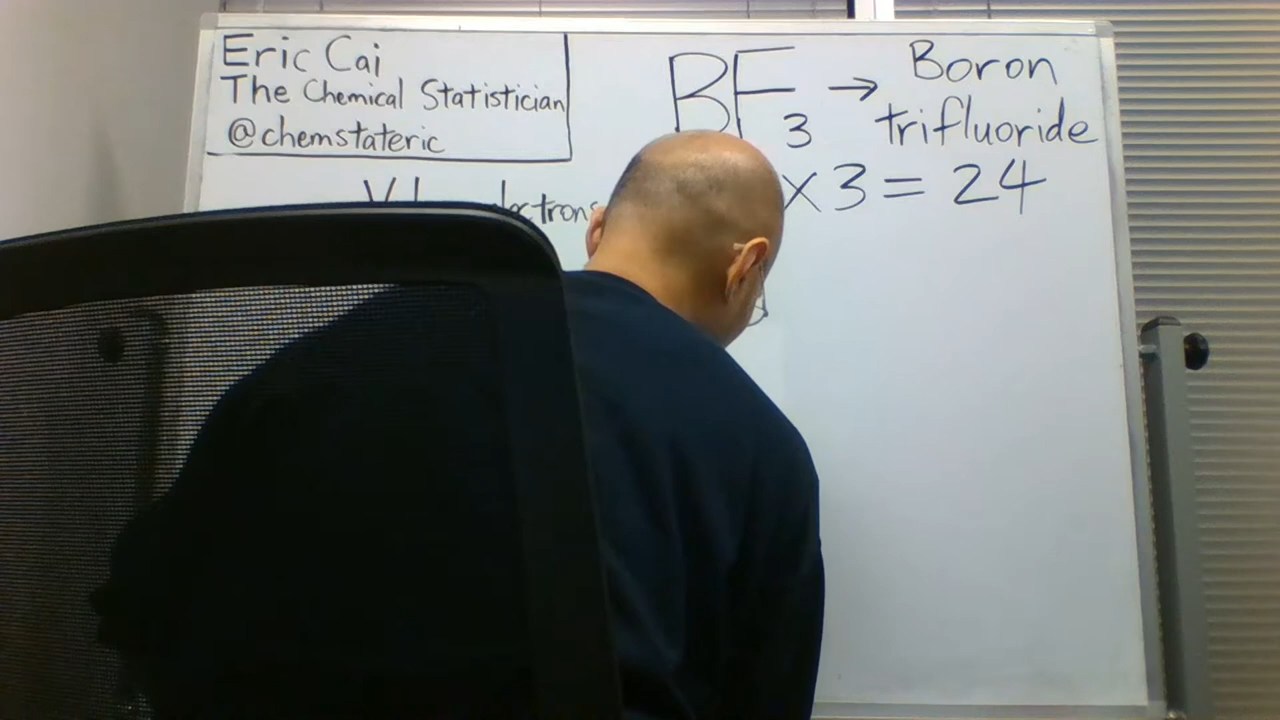 Eric Cai
The Chemical Statistician
@chemstateric
BF3 → Boron
trifluoride
x 3 = 24